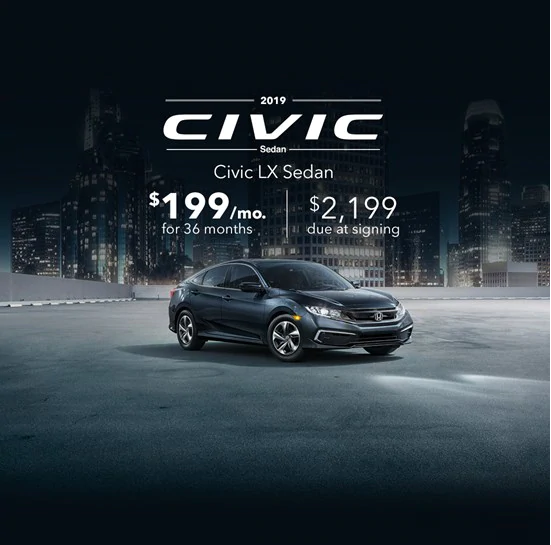 2019
CIVIC
Sedan
Civic LX Sedan
$199/mo.
for 36 months
$2,199
due at signing